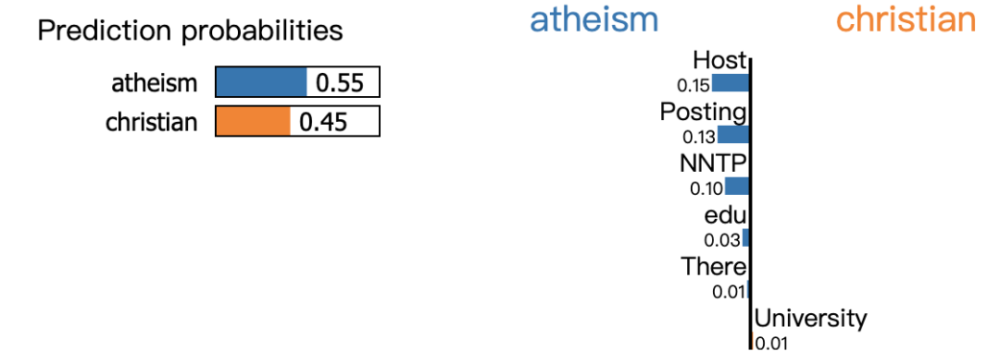 Prediction probabilities
atheism 0.55
christian 0.45
atheism christian
Host
0.15
Posting
0.13
NNTP
0.10
edu
0.03
There
0.01
University
0.01